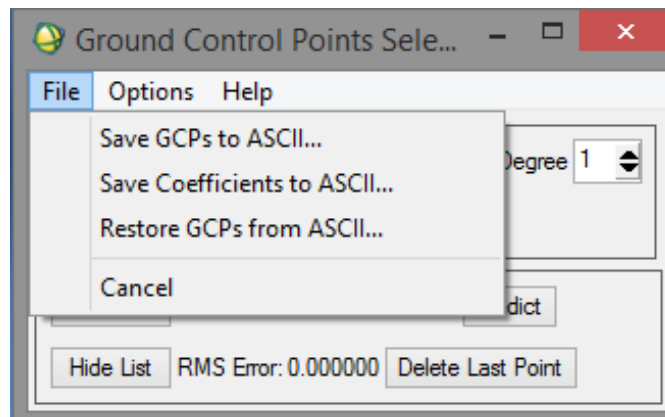 Ground Control Points Sele...
File Options Help
Save GCPs to ASCII...
Degree 1
Save Coefficients to ASCII...
Restore GCPs from ASCII...
Cancel
Hide List RMS Error: 0.000000 Delete Last Point